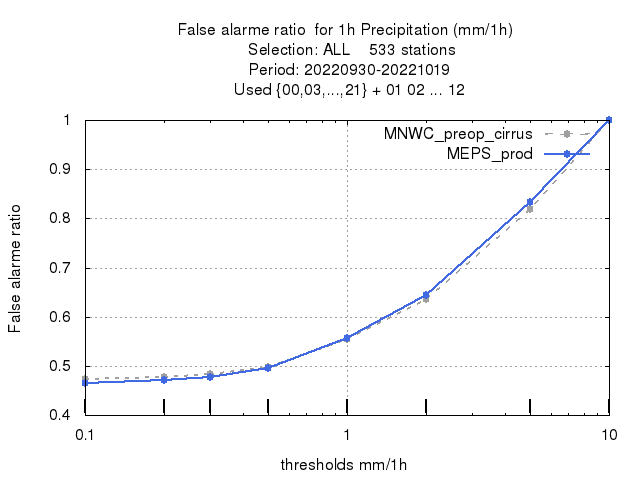 False alarme ratio  for 1h Precipitation (mm/1h)
Selection: ALL    533 stations
Period: 20220930-20221019
Used {00,03,...,21} + 01 02 ... 12
MNWC_preop_cirrus
MEPS_prod
False alarme ratio
1
0.9
0.8
0.7
0.6
0.5
0.4
0.1
1
10
thresholds mm/1h